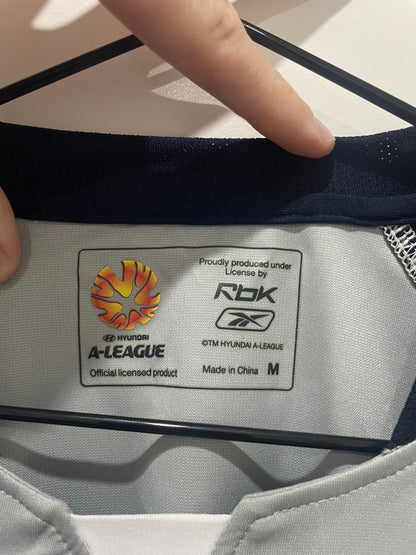 Proudly produced under
License by
Rbk
HYUNDAI
A-LEAGUE
©TM HYUNDAI A-LEAGUE
Official licensed product
Made in China M